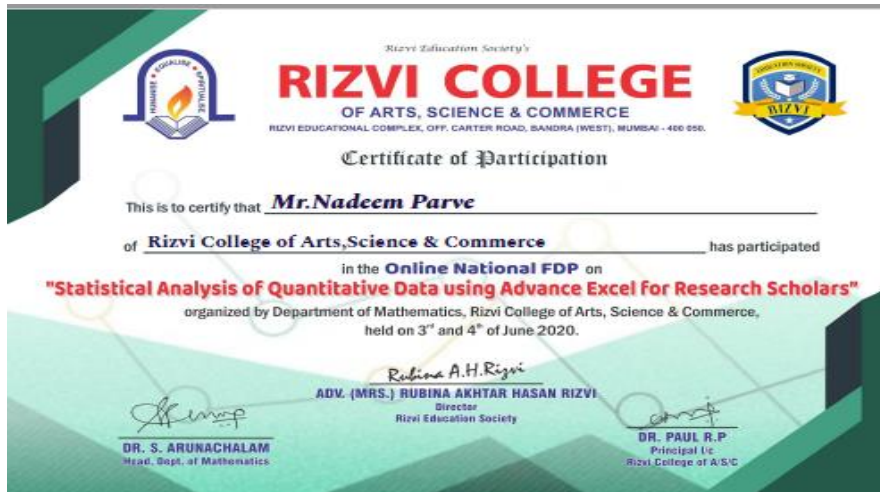 Rizvi Education Society's
RIZVI COLLEGE
OF ARTS, SCIENCE & COMMERCE
RIZVI EDUCATIONAL COMPLEX, OFF. CARTER ROAD, BANDRA (WEST), MUMBAI - 400 050.
HUMANISE • EQUALISE • SPIRITUALISE
EDUCATION SOCIETY
RIZVI
Certificate of Participation
This is to certify that Mr.Nadeem Parve
of Rizvi College of Arts,Science & Commerce has participated
in the Online National FDP on
"Statistical Analysis of Quantitative Data using Advance Excel for Research Scholars"
organized by Department of Mathematics, Rizvi College of Arts, Science & Commerce,
held on 3rd and 4th of June 2020.
Rubina A.H.Rizvi
ADV. (MRS.) RUBINA AKHTAR HASAN RIZVI
Director
Rizvi Education Society
DR. S. ARUNACHALAM
Head, Dept. of Mathematics
DR. PAUL R.P
Principal I/c
Rizvi College of A/S/C